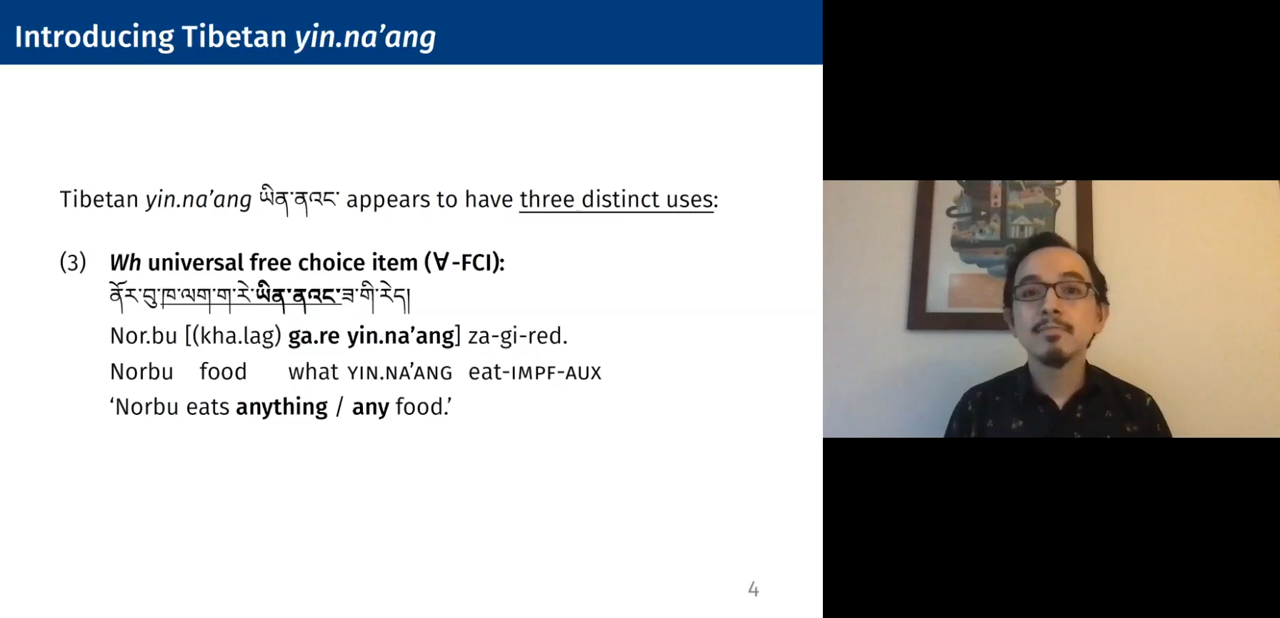 Introducing Tibetan yin.na’ang
Tibetan yin.na’ang ཡིན་ནའང་ appears to have three distinct uses:
(3) Wh universal free choice item (∀-FCI):
ནོར་བུ་ཁ་ལག་ག་རེ་ཡིན་ནའང་ཟ་གི་རེད།
Nor.bu [(kha.lag) ga.re yin.na’ang] za-gi-red.
Norbu food what YIN.NA’ANG eat-IMPF-AUX
‘Norbu eats anything / any food.’
4